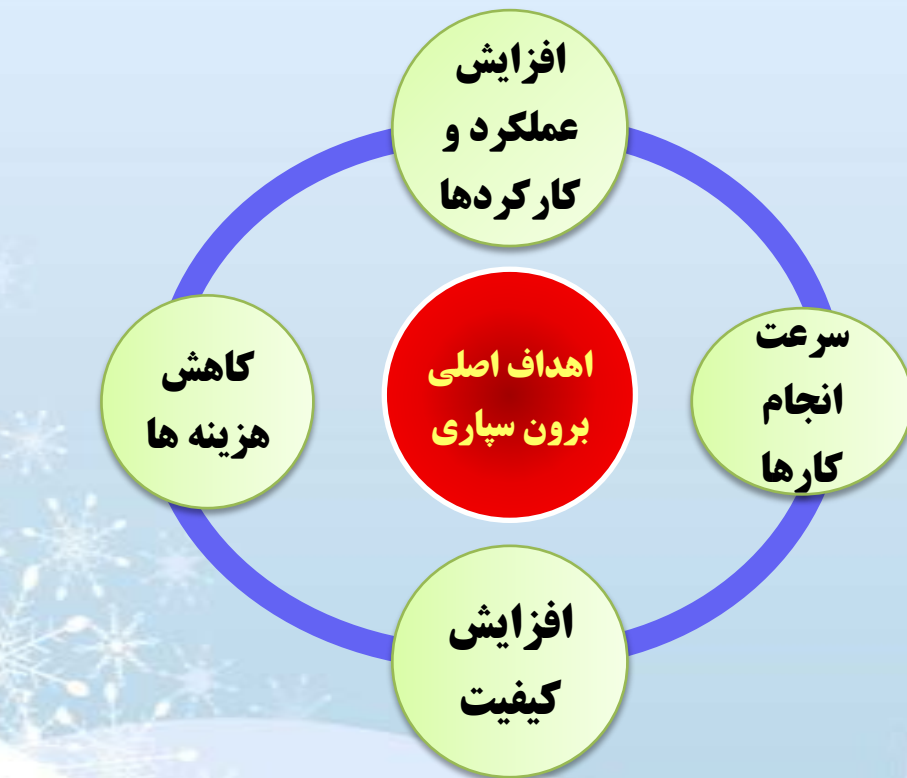 افزایش
عملکرد و
کارکردها
سرعت
انجام
کارها
اهداف اصلی
برون سپاری
کاهش
هزینه ها
افزایش
کیفیت